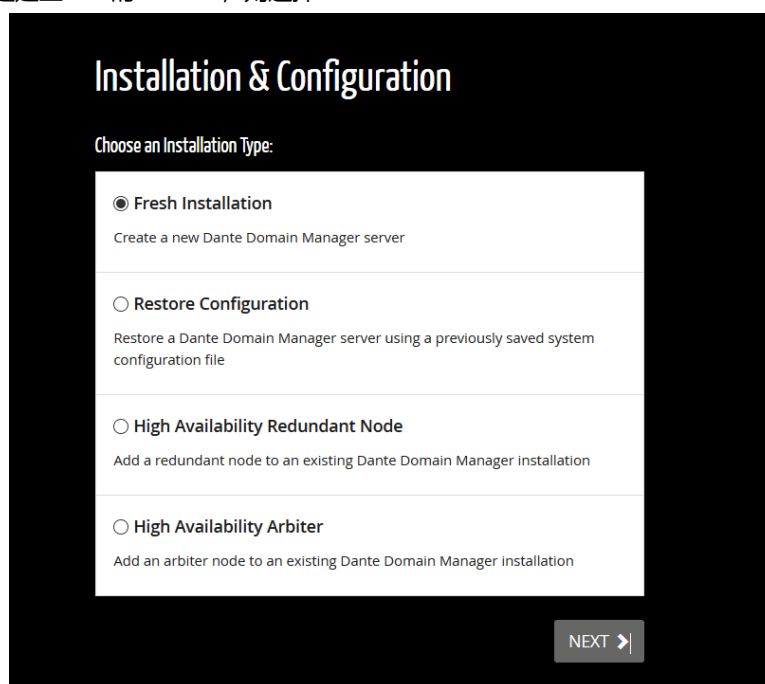 Installation & Configuration
Choose an Installation Type:
Fresh Installation
Create a new Dante Domain Manager server
Restore Configuration
Restore a Dante Domain Manager server using a previously saved system
configuration file
High Availability Redundant Node
Add a redundant node to an existing Dante Domain Manager installation
High Availability Arbiter
Add an arbiter node to an existing Dante Domain Manager installation
NEXT